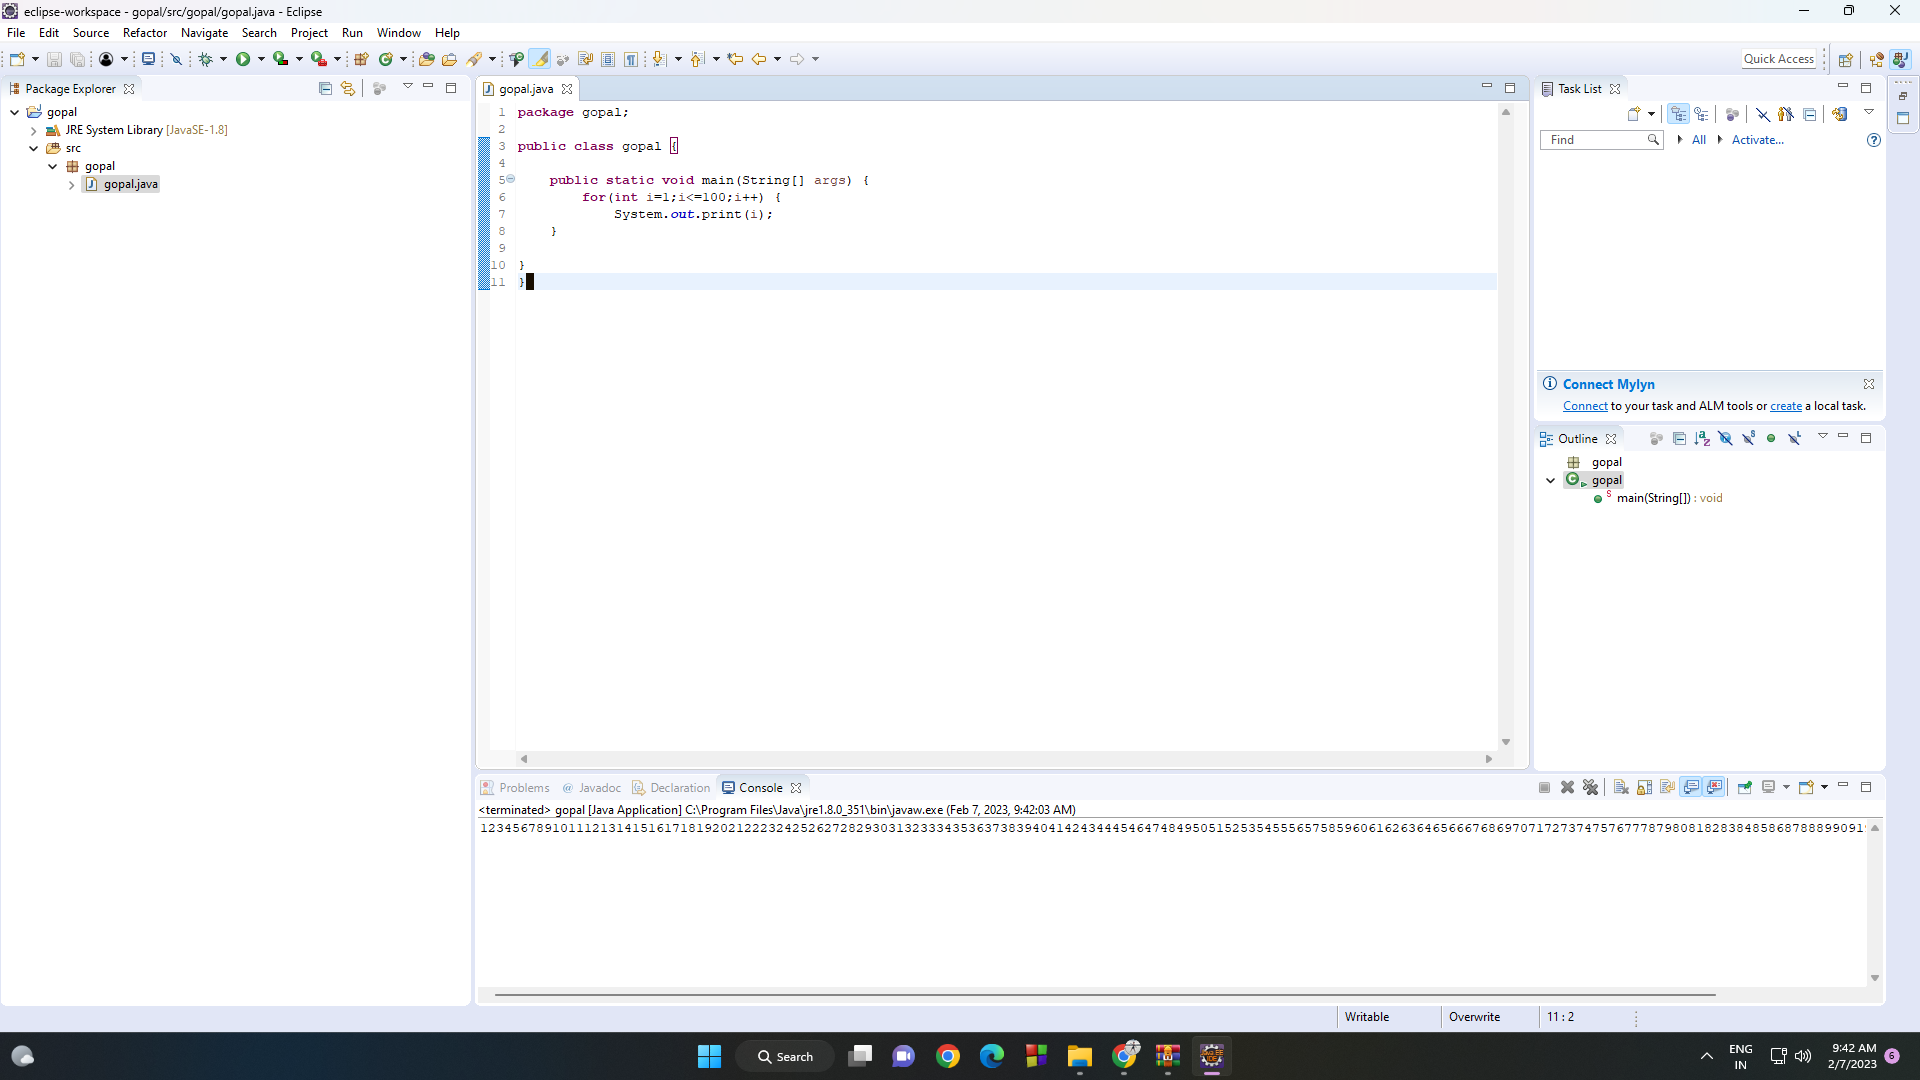 eclipse-workspace - gopal/src/gopal/gopal.java - Eclipse
File Edit Source Refactor Navigate Search Project Run Window Help
Quick Access
Package Explorer
gopal
JRE System Library [JavaSE-1.8]
src
gopal
gopal.java
gopal.java
1 package gopal;
2
3 public class gopal {
4
5 public static void main(String[] args) {
6 for(int i=1;i<=100;i++) {
7 System.out.print(i);
8 }
9
10 }
11 }
Task List
Find
All
Activate...
Connect Mylyn
Connect to your task and ALM tools or create a local task.
Outline
gopal
gopal
main(String[]) : void
Problems Javadoc Declaration Console
<terminated> gopal [Java Application] C:\Program Files\Java\jre1.8.0_351\bin\javaw.exe (Feb 7, 2023, 9:42:03 AM)
123456789101112131415161718192021222324252627282930313233343536373839404142434445464748495051525354555657585960616263646566676869707172737475767778798081828384858687888990919
Writable Overwrite 11 : 2
Search
ENG
IN
9:42 AM
2/7/2023
6